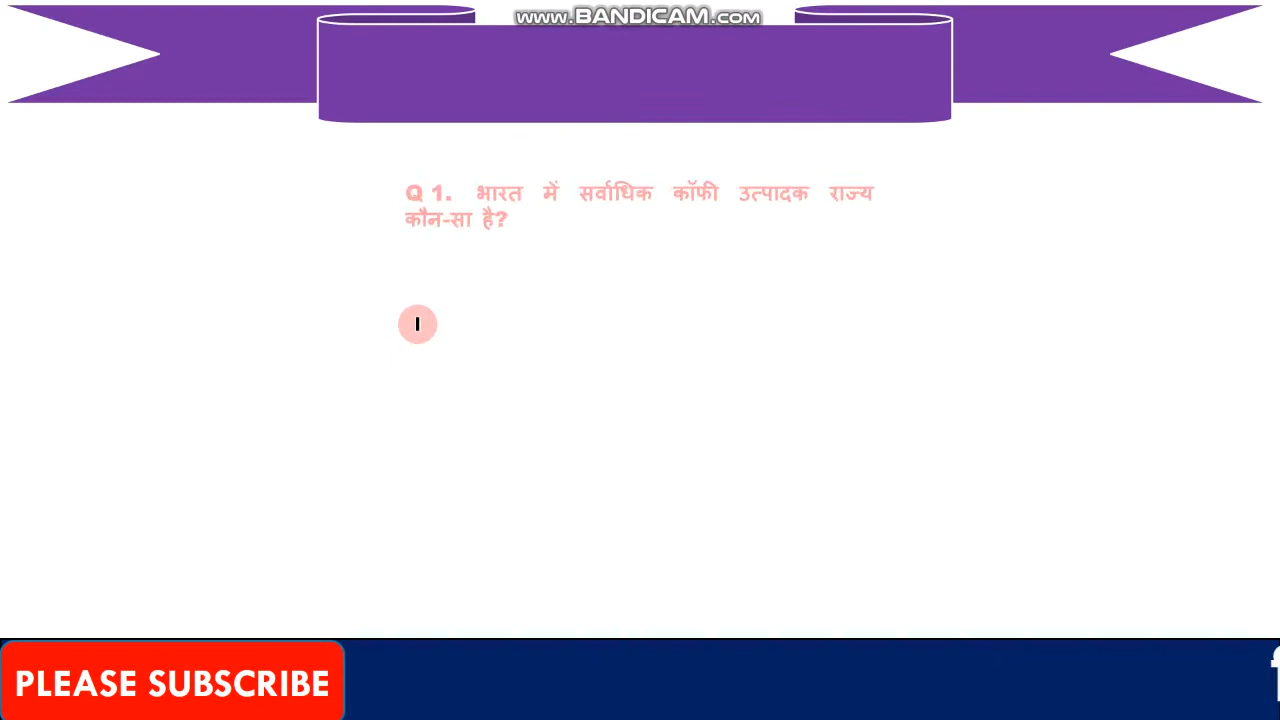 www.BANDICAM.com
Q 1. भारत में सर्वाधिक कॉफी उत्पादक राज्य
कौन-सा है?
PLEASE SUBSCRIBE